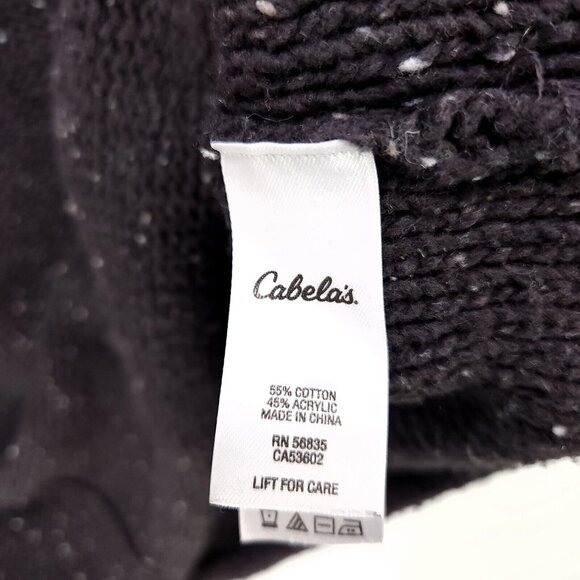 Cabela's.
55% COTTON
45% ACRYLIC
MADE IN CHINA
RN 56835
CA53602
LIFT FOR CARE